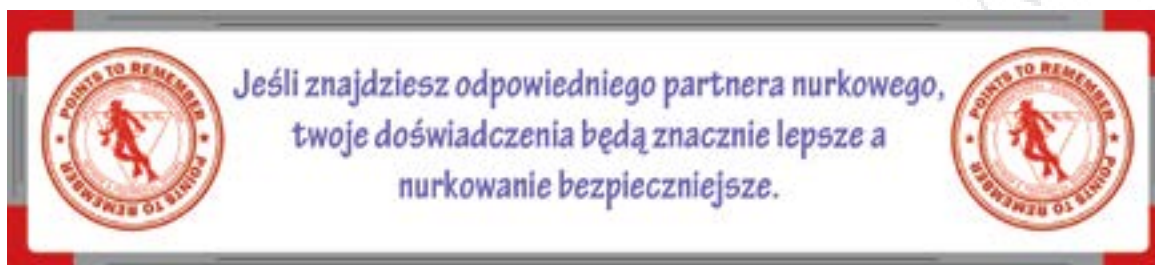 Jeśli znajdziesz odpowiedniego partnera nurkowego,
twoje doświadczenia będą znacznie lepsze a
nurkowanie bezpieczniejsze.
POINTS TO REMEMBER
POINTS TO REMEMBER
POINTS TO REMEMBER
POINTS TO REMEMBER